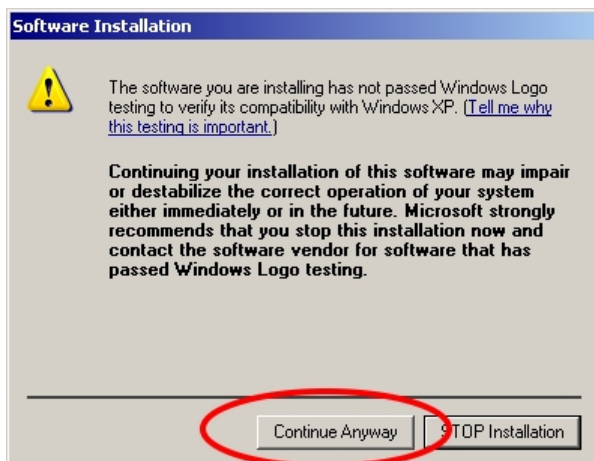 Software Installation
The software you are installing has not passed Windows Logo
testing to verify its compatibility with Windows XP. (Tell me why
this testing is important.)
Continuing your installation of this software may impair
or destabilize the correct operation of your system
either immediately or in the future. Microsoft strongly
recommends that you stop this installation now and
contact the software vendor for software that has
passed Windows Logo testing.
Continue Anyway
STOP Installation